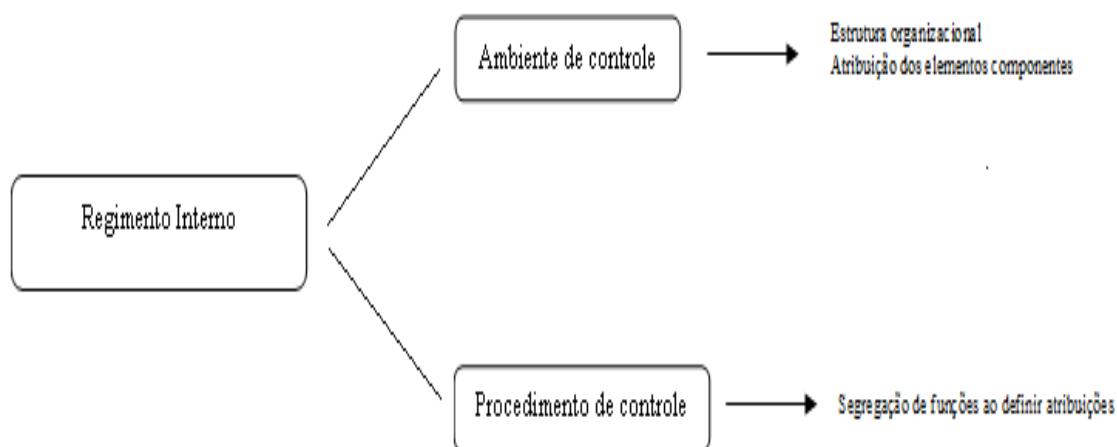 Ambiente de controle
Estrutura organizacional
Atribuição dos elementos componentes
Regimento Interno
Procedimento de controle
Segregação de funções ao definir atribuições